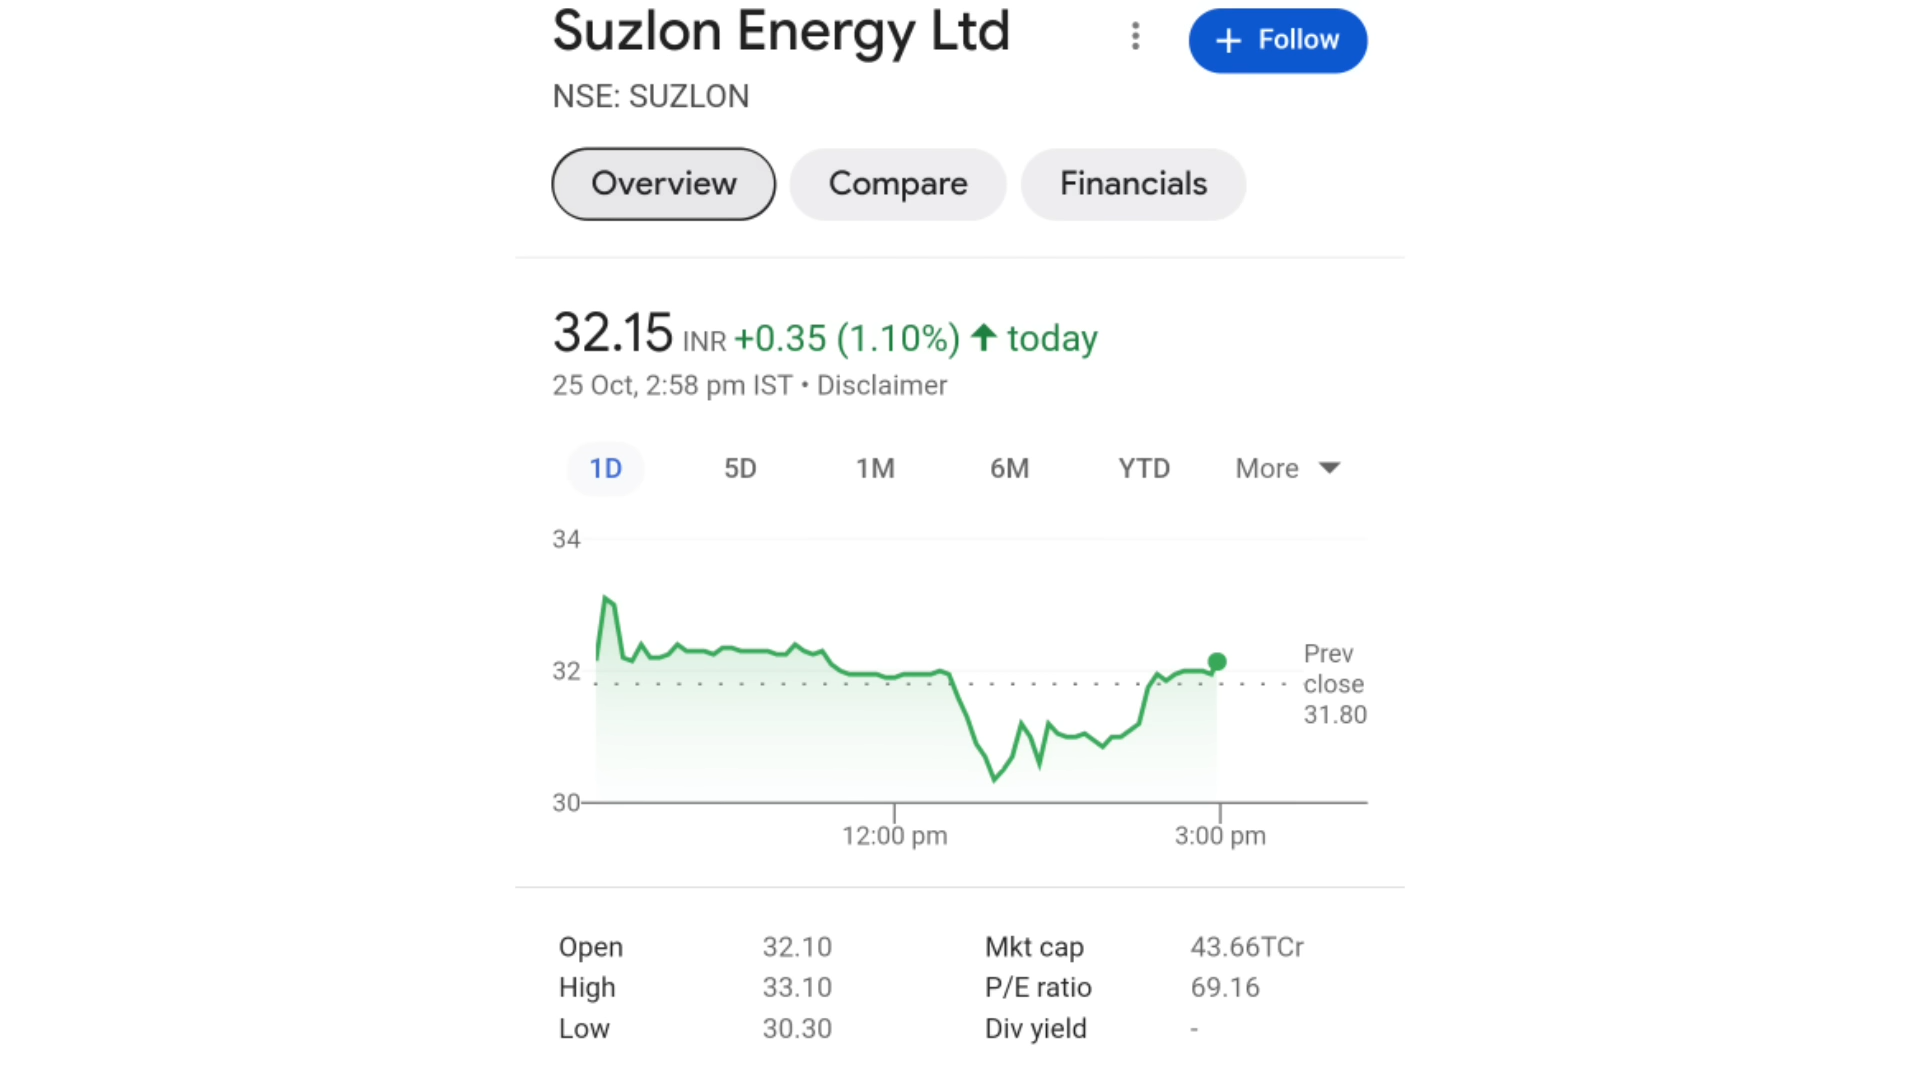 Suzlon Energy Ltd
+ Follow
NSE: SUZLON
Overview Compare Financials
32.15 INR +0.35 (1.10%) ↑ today
25 Oct, 2:58 pm IST • Disclaimer
1D 5D 1M 6M YTD More
34
32
30
Prev
close
31.80
12:00 pm 3:00 pm
Open 32.10 Mkt cap 43.66TCr
High 33.10 P/E ratio 69.16
Low 30.30 Div yield -